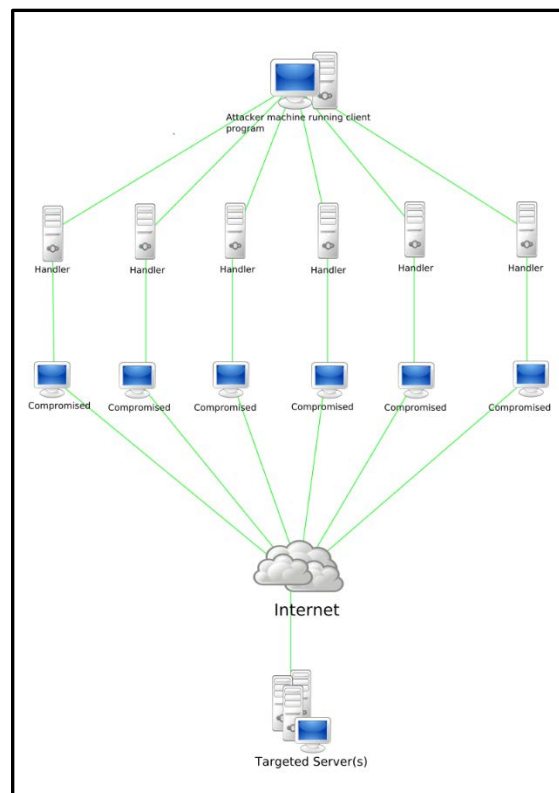 Attacker machine running client
program
Handler
Handler
Handler
Handler
Handler
Handler
Compromised
Compromised
Compromised
Compromised
Compromised
Compromised
Internet
Targeted Server(s)